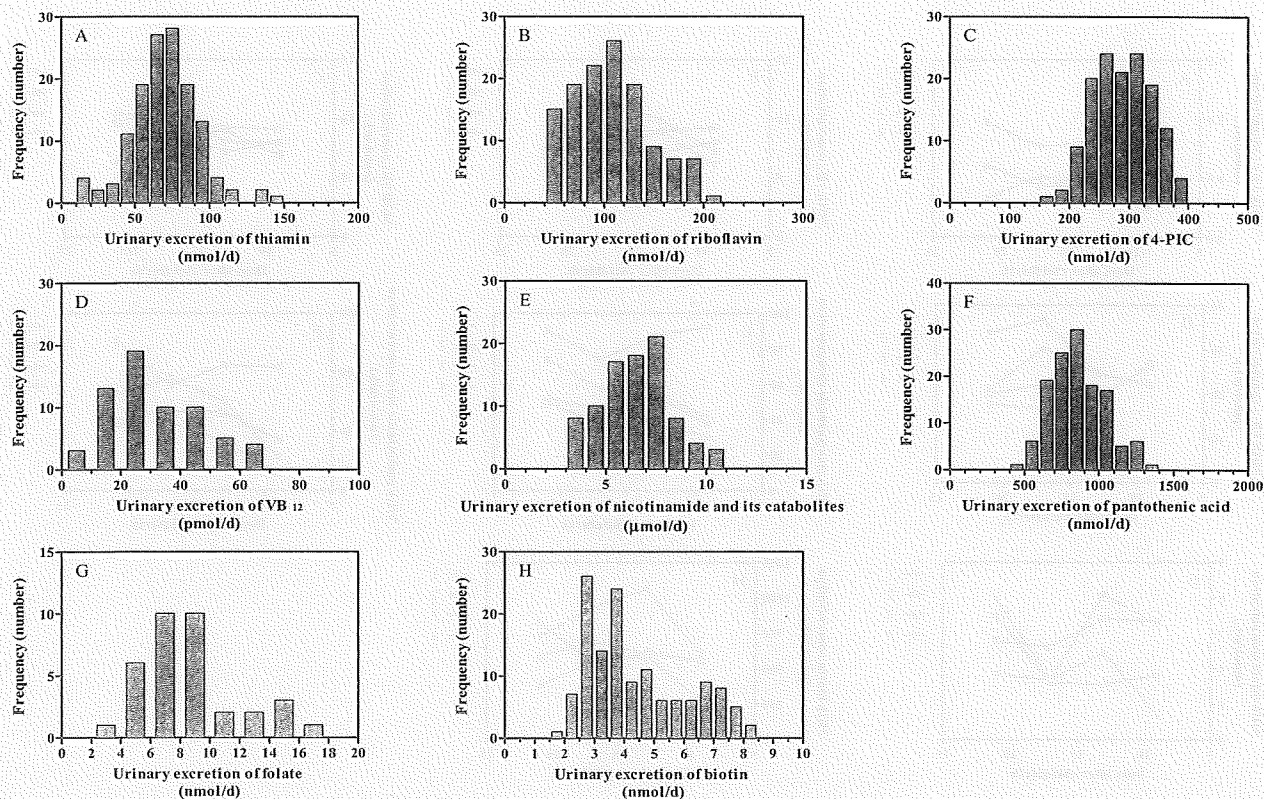 A
Frequency (number)
30
20
10
0
0 50 100 150 200
Urinary excretion of thiamin
(nmol/d)
B
Frequency (number)
30
20
10
0
0 100 200 300
Urinary excretion of riboflavin
(nmol/d)
C
Frequency (number)
30
20
10
0
0 100 200 300 400 500
Urinary excretion of 4-PIC
(nmol/d)
D
Frequency (number)
30
20
10
0
0 20 40 60 80 100
Urinary excretion of VB 12
(pmol/d)
E
Frequency (number)
30
20
10
0
0 5 10 15
Urinary excretion of nicotinamide and its catabolites
(μmol/d)
F
Frequency (number)
40
30
20
10
0
0 500 1000 1500 2000
Urinary excretion of pantothenic acid
(nmol/d)
G
Frequency (number)
15
10
5
0
0 2 4 6 8 10 12 14 16 18 20
Urinary excretion of folate
(nmol/d)
H
Frequency (number)
30
20
10
0
0 1 2 3 4 5 6 7 8 9 10
Urinary excretion of biotin
(nmol/d)